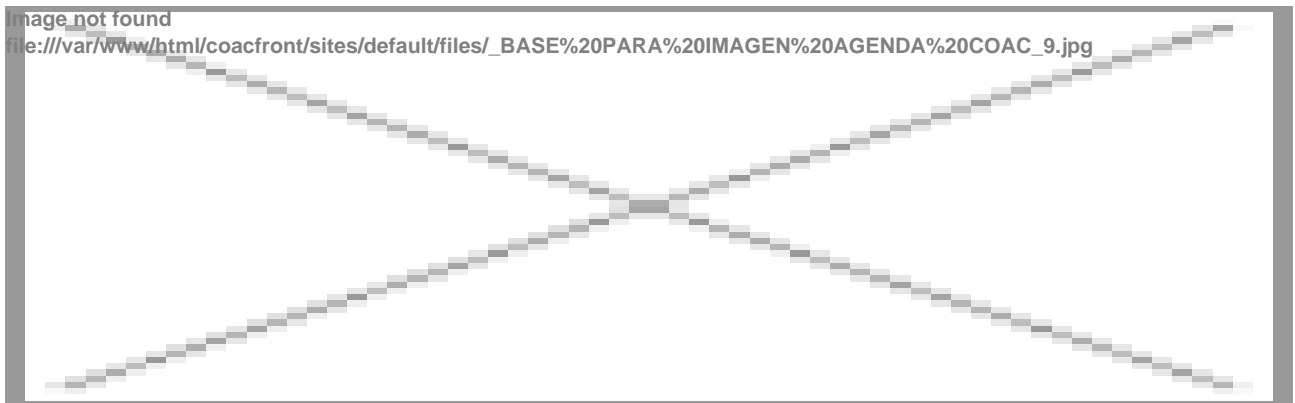 Image not found
file:///var/www/html/coacfront/sites/default/files/_BASE%20PARA%20IMAGEN%20AGENDA%20COAC_9.jpg